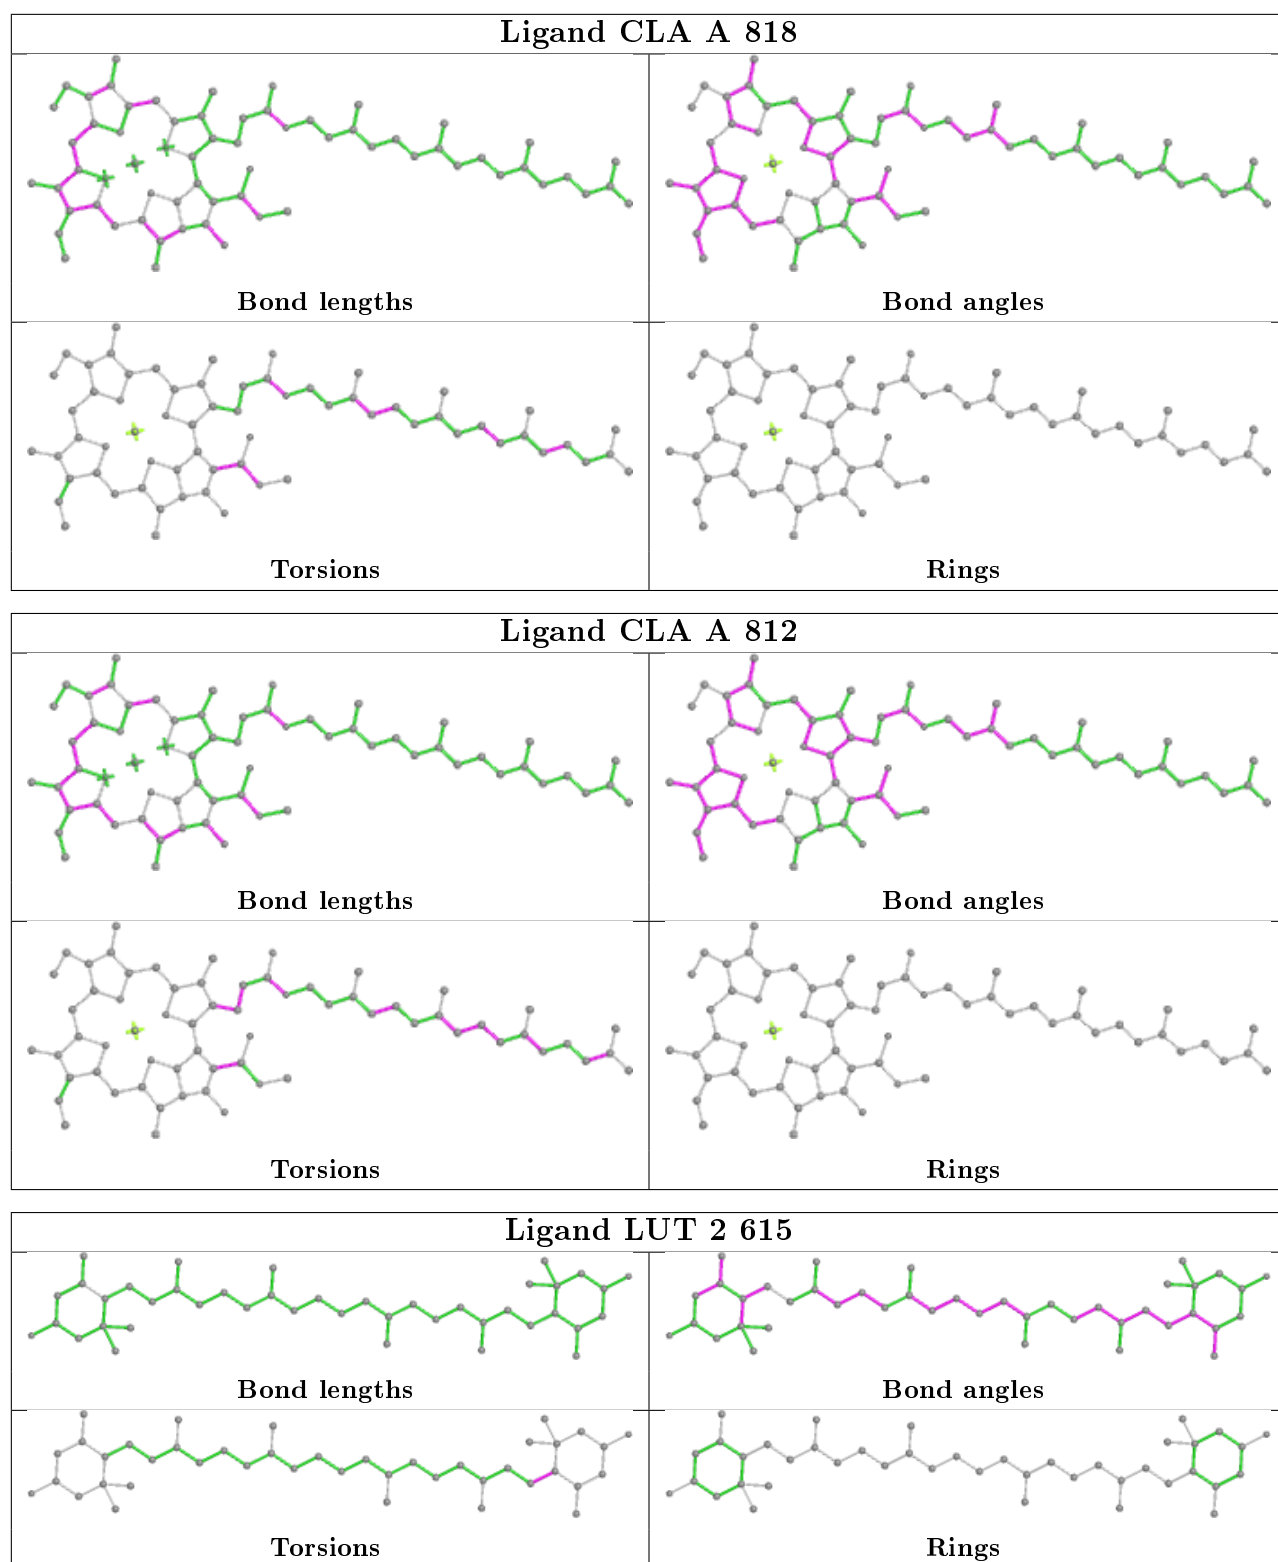 Ligand CLA A 818
Bond lengths
Bond angles
Torsions
Rings
Ligand CLA A 812
Bond lengths
Bond angles
Torsions
Rings
Ligand LUT 2 615
Bond lengths
Bond angles
Torsions
Rings